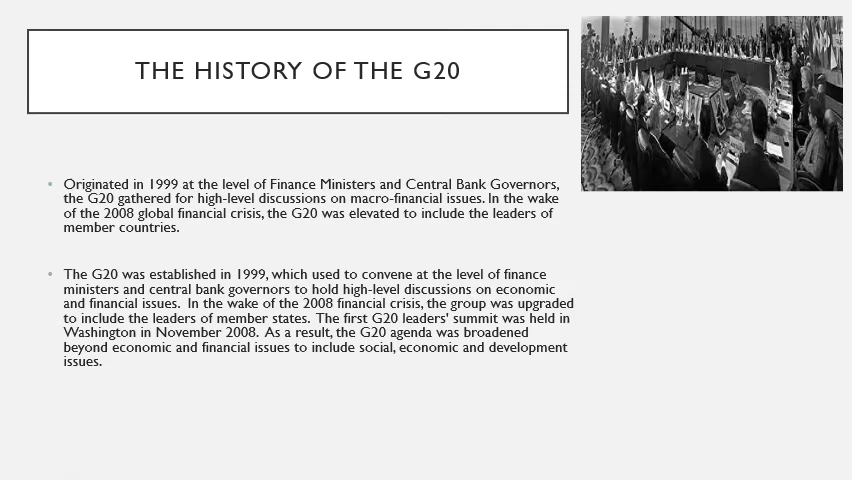 THE HISTORY OF THE G20
• Originated in 1999 at the level of Finance Ministers and Central Bank Governors,
the G20 gathered for high-level discussions on macro-financial issues. In the wake
of the 2008 global financial crisis, the G20 was elevated to include the leaders of
member countries.
• The G20 was established in 1999, which used to convene at the level of finance
ministers and central bank governors to hold high-level discussions on economic
and financial issues.  In the wake of the 2008 financial crisis, the group was upgraded
to include the leaders of member states.  The first G20 leaders' summit was held in
Washington in November 2008.  As a result, the G20 agenda was broadened
beyond economic and financial issues to include social, economic and development
issues.